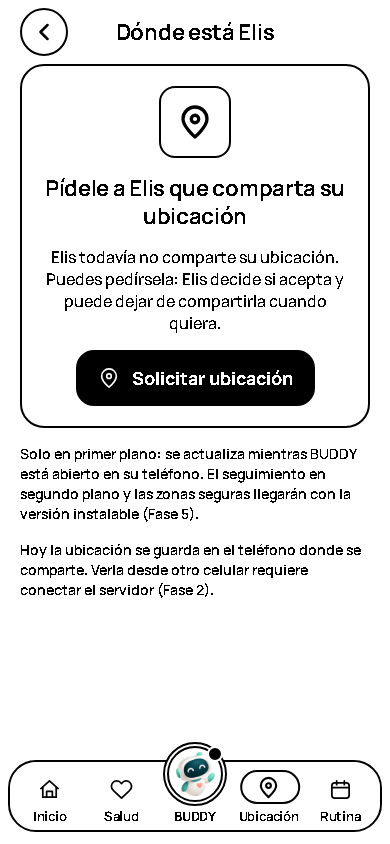 Dónde está Elis
Pídele a Elis que comparta su
ubicación
Elis todavía no comparte su ubicación.
Puedes pedírsela: Elis decide si acepta y
puede dejar de compartirla cuando
quiera.
Solicitar ubicación
Solo en primer plano: se actualiza mientras BUDDY
está abierto en su teléfono. El seguimiento en
segundo plano y las zonas seguras llegarán con la
versión instalable (Fase 5).
Hoy la ubicación se guarda en el teléfono donde se
comparte. Verla desde otro celular requiere
conectar el servidor (Fase 2).
Inicio
Salud
BUDDY
Ubicación
Rutina